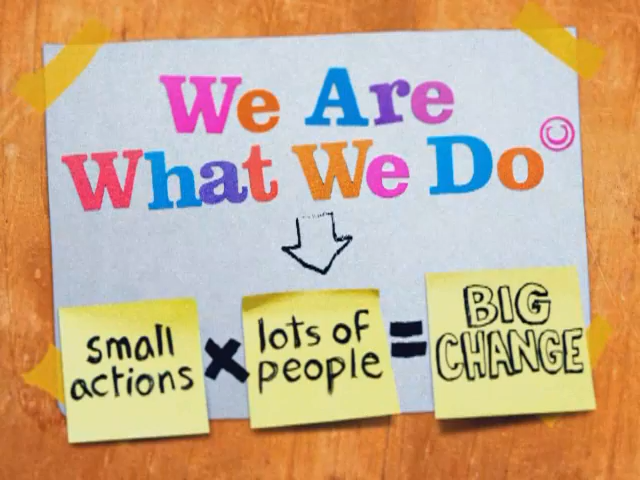 We Are
What We Do©
small actions × lots of people = BIG CHANGE